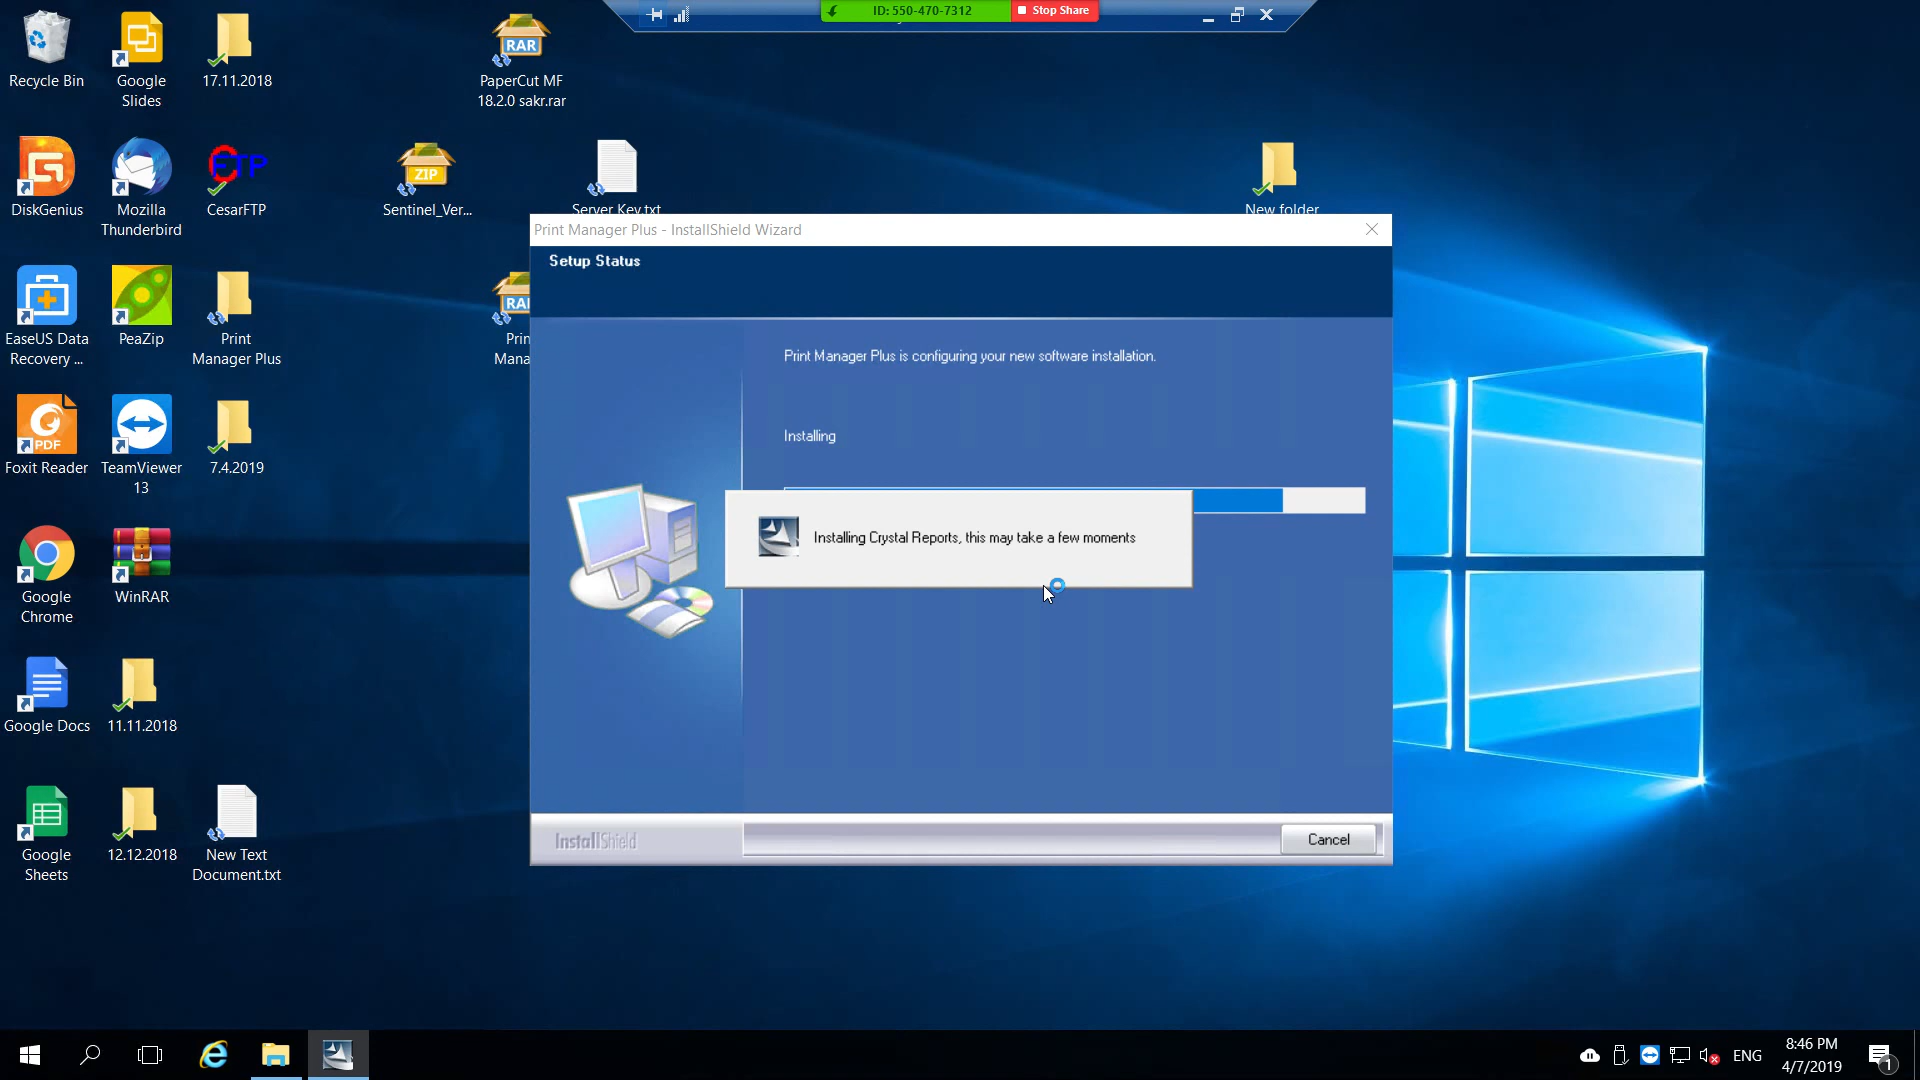 ID: 550-470-7312
Stop Share
Recycle Bin
Google
Slides
17.11.2018
RAR
PaperCut MF
18.2.0 sakr.rar
DiskGenius
Mozilla
Thunderbird
FTP
CesarFTP
ZIP
Sentinel_Ver...
Server Key.txt
New folder
EaseUS Data
Recovery ...
PeaZip
Print
Manager Plus
Print Manager Plus - InstallShield Wizard
Setup Status
Print Manager Plus is configuring your new software installation.
Installing
Installing Crystal Reports, this may take a few moments
PDF
Foxit Reader
TeamViewer
13
7.4.2019
Google
Chrome
WinRAR
Google Docs
11.11.2018
Google
Sheets
12.12.2018
New Text
Document.txt
InstallShield
Cancel
ENG
8:46 PM
4/7/2019
1